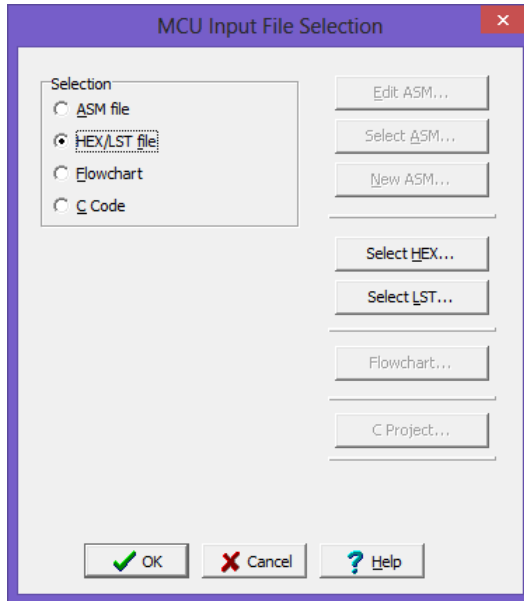 MCU Input File Selection
Selection
ASM file
HEX/LST file
Flowchart
C Code
Edit ASM...
Select ASM...
New ASM...
Select HEX...
Select LST...
Flowchart...
C Project...
OK
Cancel
Help